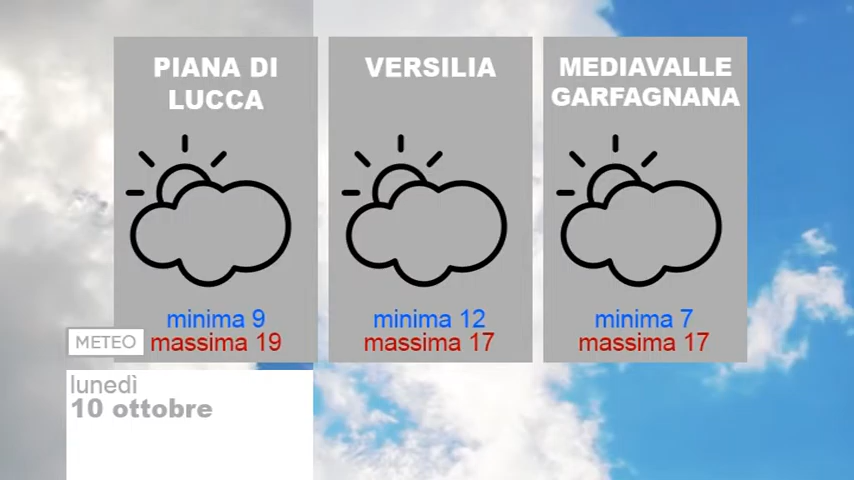 PIANA DI
LUCCA
minima 9
massima 19
VERSILIA
minima 12
massima 17
MEDIAVALLE
GARFAGNANA
minima 7
massima 17
METEO
lunedì
10 ottobre